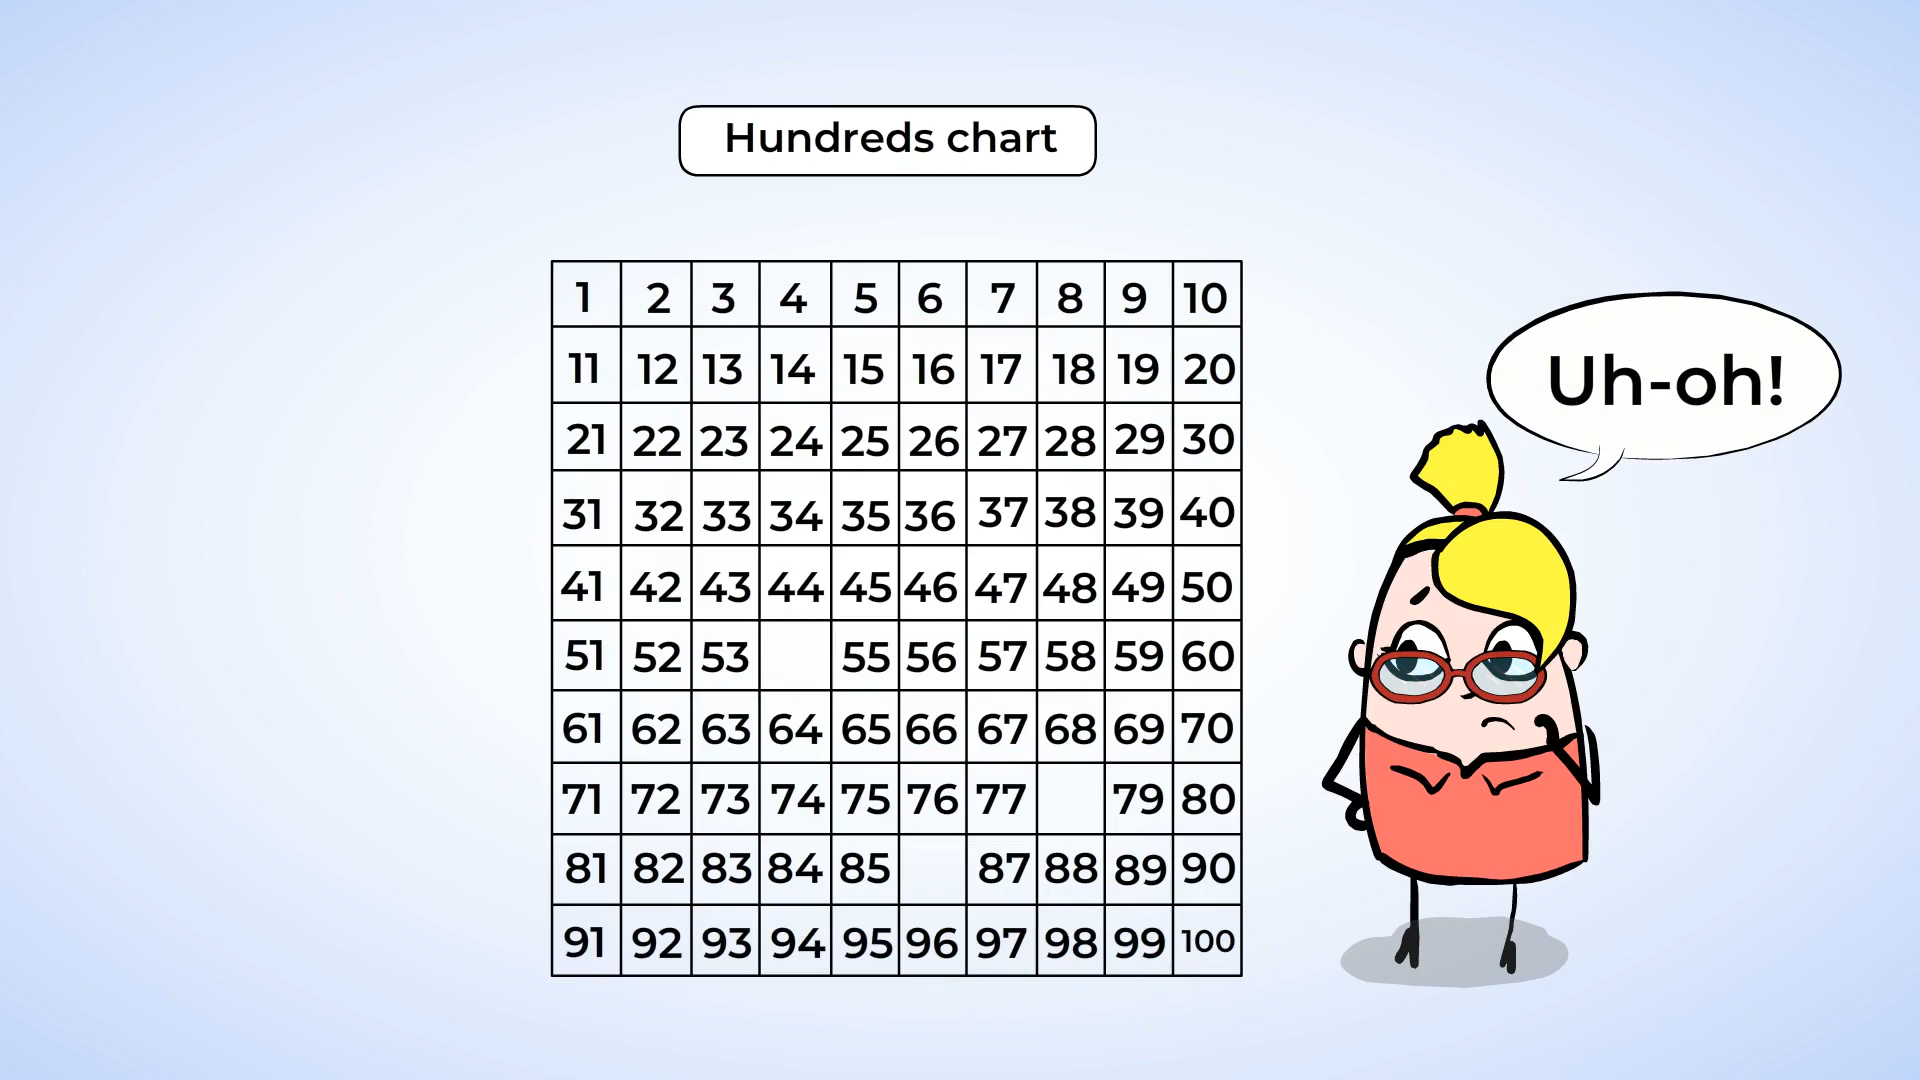 Hundreds chart
1 2 3 4 5 6 7 8 9 10
11 12 13 14 15 16 17 18 19 20
21 22 23 24 25 26 27 28 29 30
Uh-oh!
31 32 33 34 35 36 37 38 39 40
41 42 43 44 45 46 47 48 49 50
51 52 53 55 56 57 58 59 60
61 62 63 64 65 66 67 68 69 70
71 72 73 74 75 76 77 79 80
81 82 83 84 85 87 88 89 90
91 92 93 94 95 96 97 98 99 100